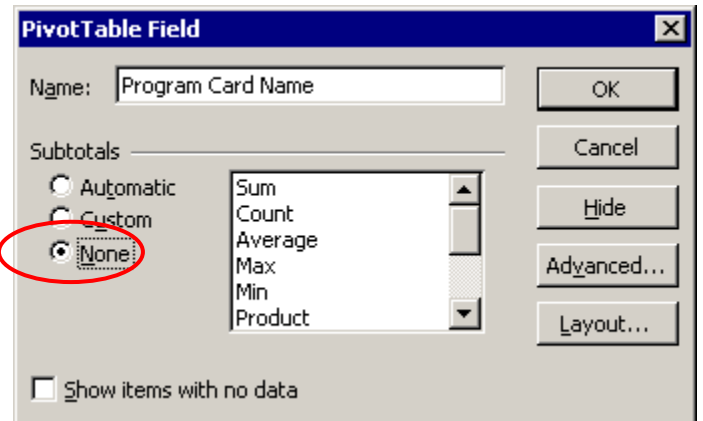 PivotTable Field
Name: Program Card Name
OK
Subtotals
Cancel
Automatic
Custom
None
Sum
Count
Average
Max
Min
Product
Hide
Advanced...
Layout...
Show items with no data